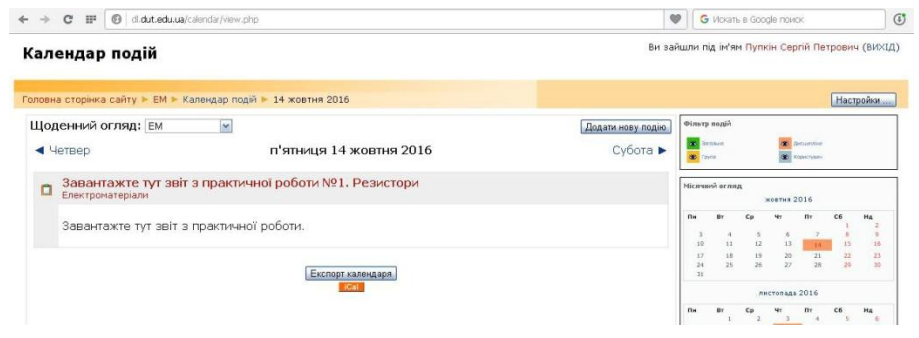 dl.dut.edu.ua/calendar/view.php
Искать в Google поиск
Календар подій
Ви зайшли під ім'ям Пупкін Сергій Петрович (ВИХІД)
Головна сторінка сайту ► ЕМ ► Календар подій ► 14 жовтня 2016
Настройки ...
Щоденний огляд: ЕМ
Додати нову подію
◄ Четвер
п'ятниця 14 жовтня 2016
Субота ►
Завантажте тут звіт з практичної роботи №1. Резистори
Електроматеріали
Завантажте тут звіт з практичної роботи.
Експорт календаря
iCal
Фільтр подій
Загальне
Дисципліни
Група
Користувач
Місячний огляд
жовтня 2016
Пн Вт Ср Чт Пт Сб Нд
1 2
3 4 5 6 7 8 9
10 11 12 13 14 15 16
17 18 19 20 21 22 23
24 25 26 27 28 29 30
31
листопада 2016
Пн Вт Ср Чт Пт Сб Нд
1 2 3 4 5 6